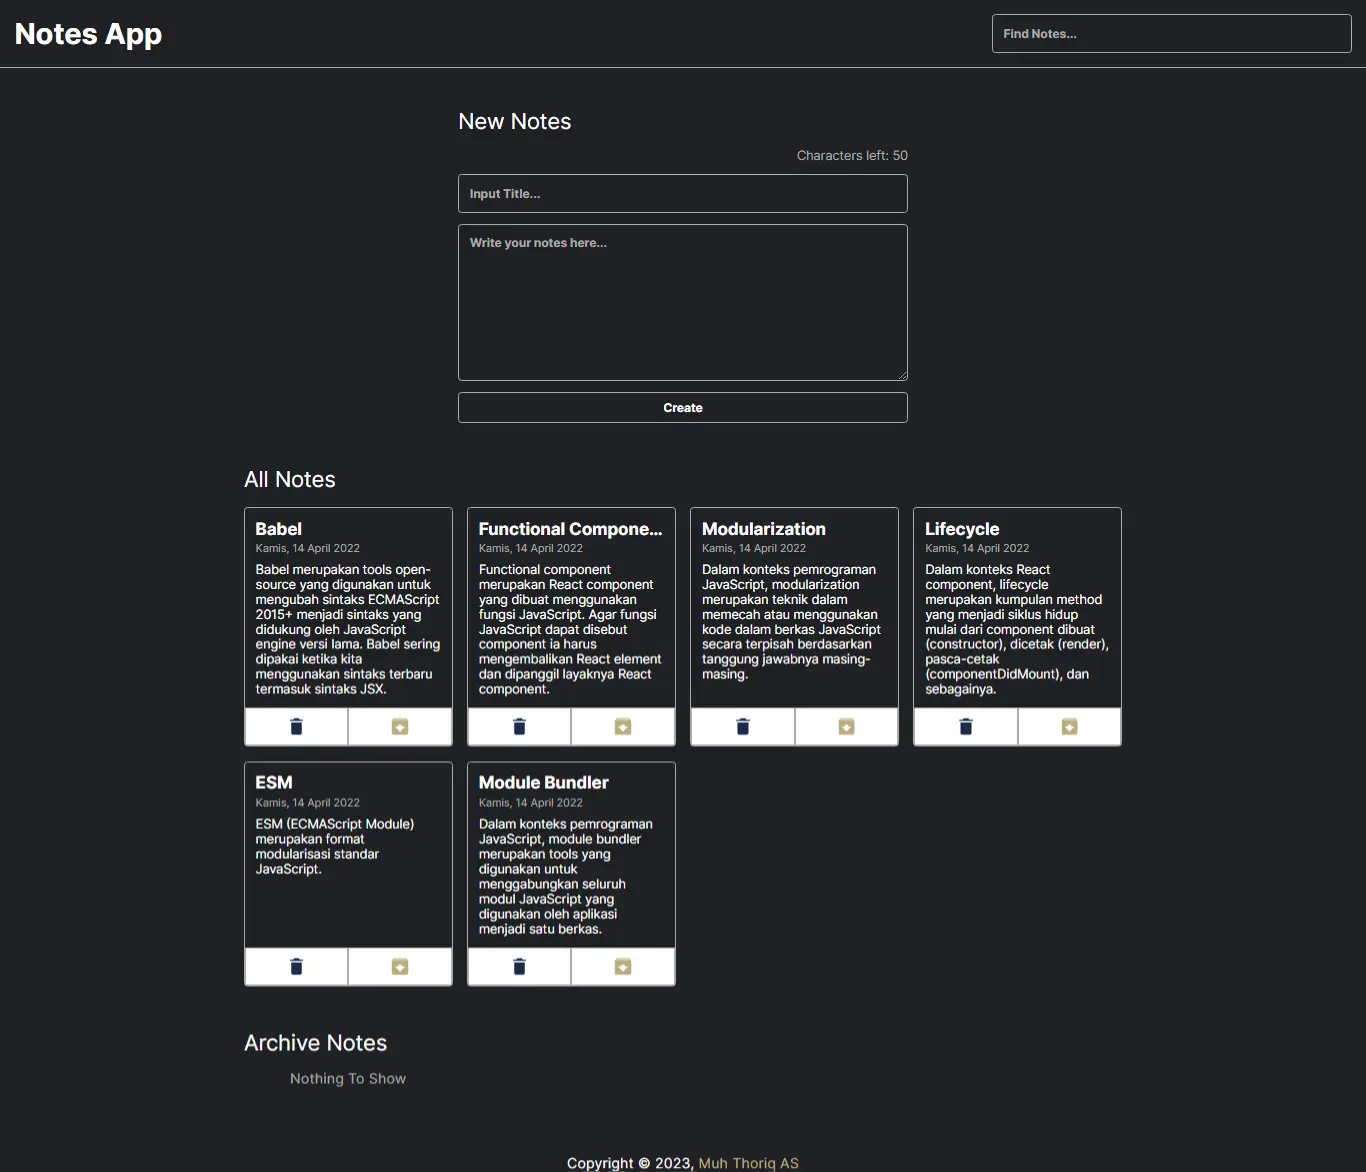 Notes App
Find Notes...
New Notes
Characters left: 50
Input Title...
Write your notes here...
Create
All Notes
Babel
Kamis, 14 April 2022
Babel merupakan tools open-
source yang digunakan untuk
mengubah sintaks ECMAScript
2015+ menjadi sintaks yang
didukung oleh JavaScript
engine versi lama. Babel sering
dipakai ketika kita
menggunakan sintaks terbaru
termasuk sintaks JSX.
Functional Compone...
Kamis, 14 April 2022
Functional component
merupakan React component
yang dibuat menggunakan
fungsi JavaScript. Agar fungsi
JavaScript dapat disebut
component ia harus
mengembalikan React element
dan dipanggil layaknya React
component.
Modularization
Kamis, 14 April 2022
Dalam konteks pemrograman
JavaScript, modularization
merupakan teknik dalam
memecah atau menggunakan
kode dalam berkas JavaScript
secara terpisah berdasarkan
tanggung jawabnya masing-
masing.
Lifecycle
Kamis, 14 April 2022
Dalam konteks React
component, lifecycle
merupakan kumpulan method
yang menjadi siklus hidup
mulai dari component dibuat
(constructor), dicetak (render),
pasca-cetak
(componentDidMount), dan
sebagainya.
ESM
Kamis, 14 April 2022
ESM (ECMAScript Module)
merupakan format
modularisasi standar
JavaScript.
Module Bundler
Kamis, 14 April 2022
Dalam konteks pemrograman
JavaScript, module bundler
merupakan tools yang
digunakan untuk
menggabungkan seluruh
modul JavaScript yang
digunakan oleh aplikasi
menjadi satu berkas.
Archive Notes
Nothing To Show
Copyright © 2023, Muh Thoriq AS